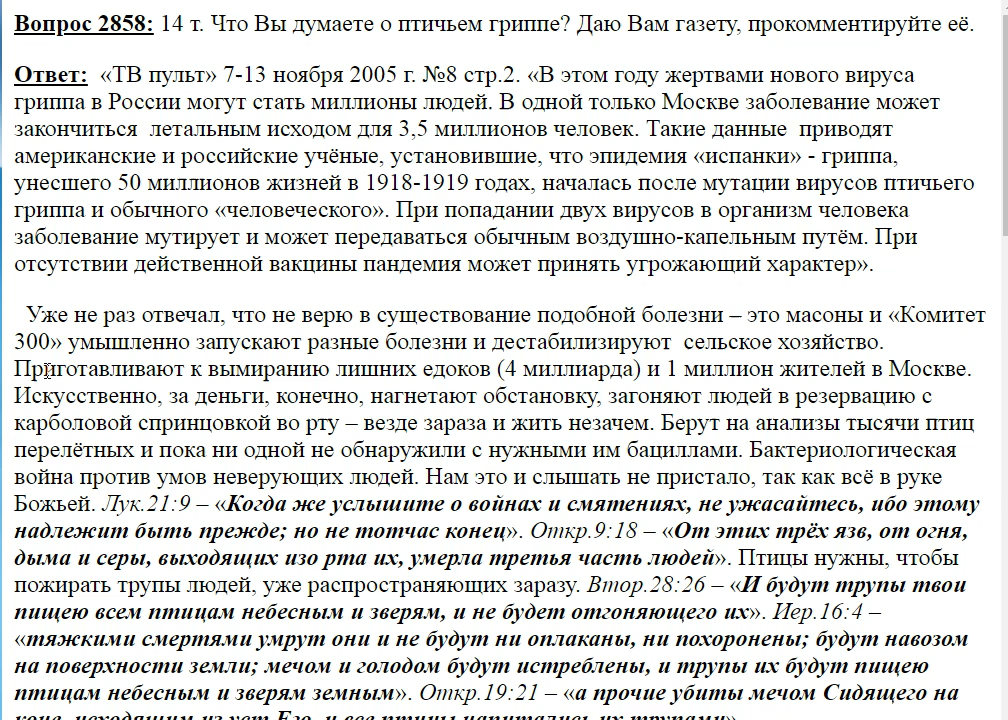 Вопрос 2858: 14 т. Что Вы думаете о птичьем гриппе? Даю Вам газету, прокомментируйте её.
Ответ: «ТВ пульт» 7-13 ноября 2005 г. №8 стр.2. «В этом году жертвами нового вируса
гриппа в России могут стать миллионы людей. В одной только Москве заболевание может
закончиться летальным исходом для 3,5 миллионов человек. Такие данные приводят
американские и российские учёные, установившие, что эпидемия «испанки» - гриппа,
унесшего 50 миллионов жизней в 1918-1919 годах, началась после мутации вирусов птичьего
гриппа и обычного «человеческого». При попадании двух вирусов в организм человека
заболевание мутирует и может передаваться обычным воздушно-капельным путём. При
отсутствии действенной вакцины пандемия может принять угрожающий характер».
Уже не раз отвечал, что не верю в существование подобной болезни – это масоны и «Комитет
300» умышленно запускают разные болезни и дестабилизируют сельское хозяйство.
Приготавливают к вымиранию лишних едоков (4 миллиарда) и 1 миллион жителей в Москве.
Искусственно, за деньги, конечно, нагнетают обстановку, загоняют людей в резервацию с
карболовой спринцовкой во рту – везде зараза и жить незачем. Берут на анализы тысячи птиц
перелётных и пока ни одной не обнаружили с нужными им бациллами. Бактериологическая
война против умов неверующих людей. Нам это и слышать не пристало, так как всё в руке
Божьей. Лук.21:9 – «Когда же услышите о войнах и смятениях, не ужасайтесь, ибо этому
надлежит быть прежде; но не тотчас конец». Откр.9:18 – «От этих трёх язв, от огня,
дыма и серы, выходящих изо рта их, умерла третья часть людей». Птицы нужны, чтобы
пожирать трупы людей, уже распространяющих заразу. Втор.28:26 – «И будут трупы твои
пищею всем птицам небесным и зверям, и не будет отгоняющего их». Иер.16:4 –
«тяжкими смертями умрут они и не будут ни оплаканы, ни похоронены; будут навозом
на поверхности земли; мечом и голодом будут истреблены, и трупы их будут пищею
птицам небесным и зверям земным». Откр.19:21 – «а прочие убиты мечом Сидящего на
коне, исходящим из уст Его, и все птицы напитались их трупами».